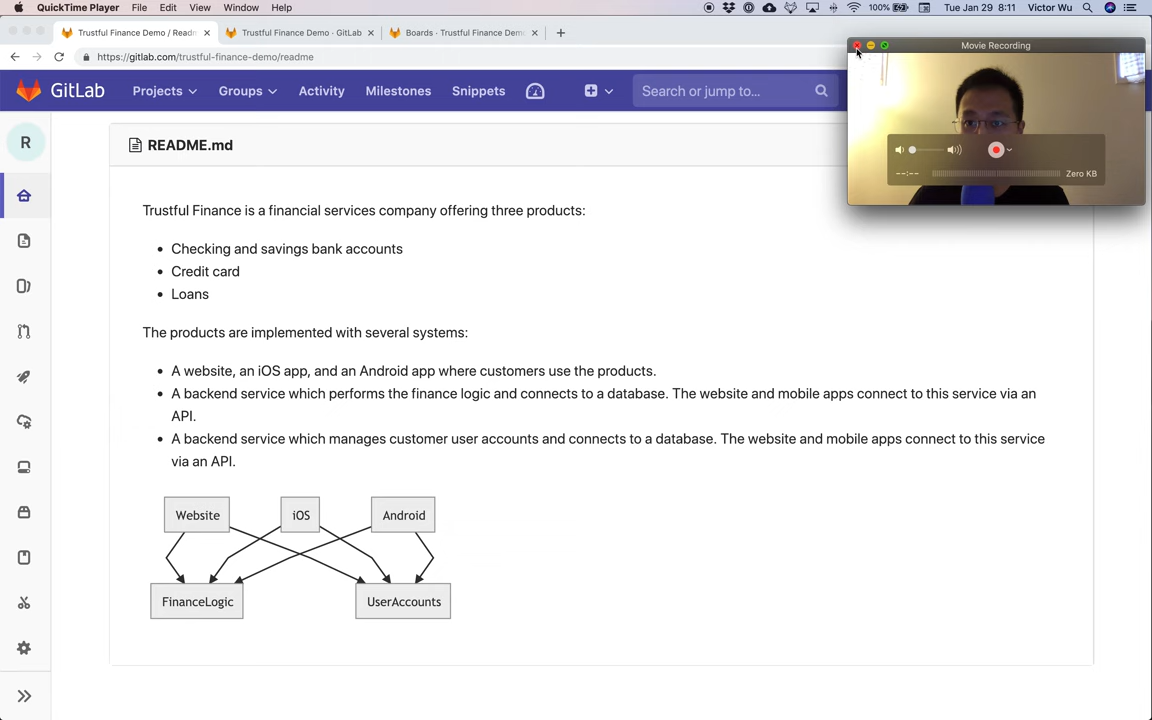 QuickTime Player File Edit View Window Help 100% Tue Jan 29 8:11 Victor Wu
Trustful Finance Demo / Readm Trustful Finance Demo · GitLab Boards · Trustful Finance Demo
https://gitlab.com/trustful-finance-demo/readme
Movie Recording
GitLab Projects Groups Activity Milestones Snippets Search or jump to...
--:-- Zero KB
R
README.md
Trustful Finance is a financial services company offering three products:
Checking and savings bank accounts
Credit card
Loans
The products are implemented with several systems:
A website, an iOS app, and an Android app where customers use the products.
A backend service which performs the finance logic and connects to a database. The website and mobile apps connect to this service via an
API.
A backend service which manages customer user accounts and connects to a database. The website and mobile apps connect to this service
via an API.
Website iOS Android
FinanceLogic UserAccounts